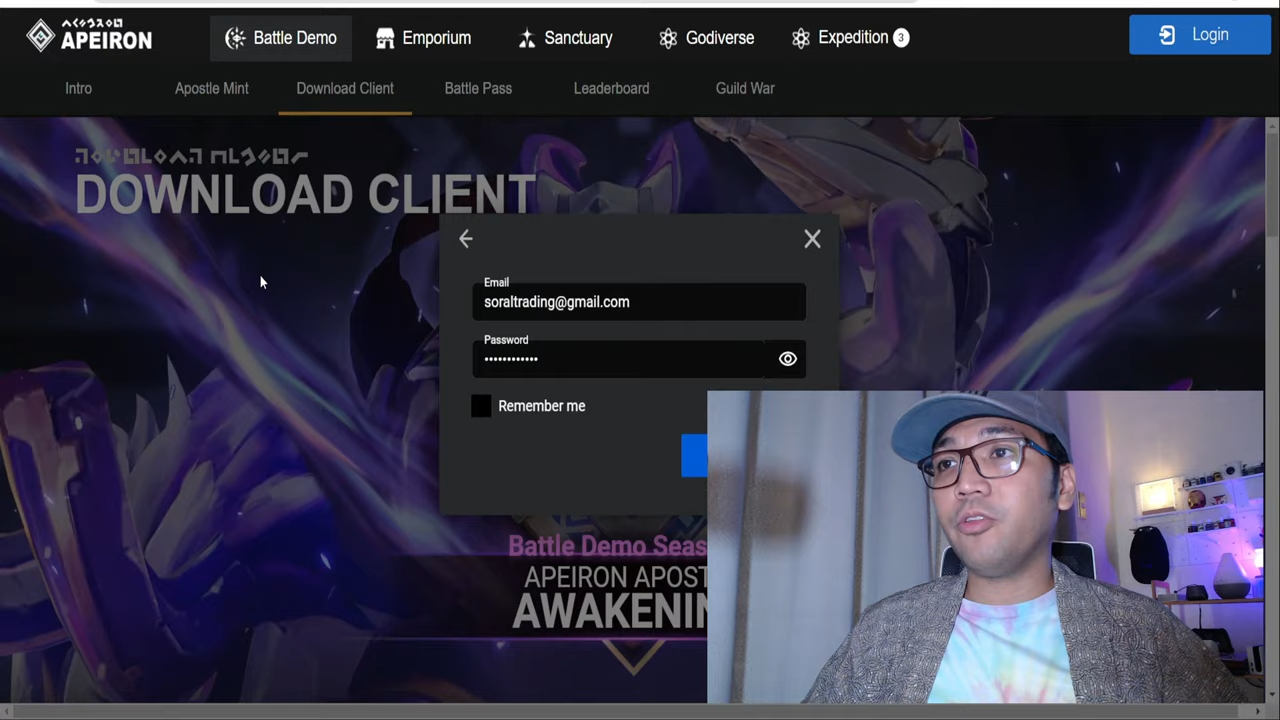 APEIRON
Battle Demo
Emporium
Sanctuary
Godiverse
Expedition 3
Login
Intro
Apostle Mint
Download Client
Battle Pass
Leaderboard
Guild War
DOWNLOAD CLIENT
Email
soraltrading@gmail.com
Password
••••••••••••
Remember me
Battle Demo Seas
APEIRON APOST
AWAKENIN